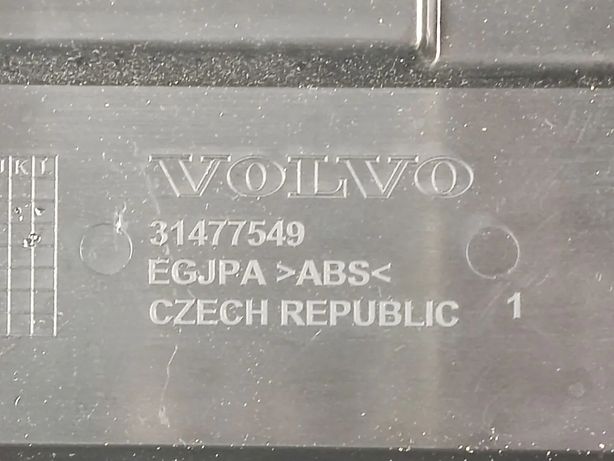 VOLVO
31477549
EGJPA >ABS<
CZECH REPUBLIC 1
K L